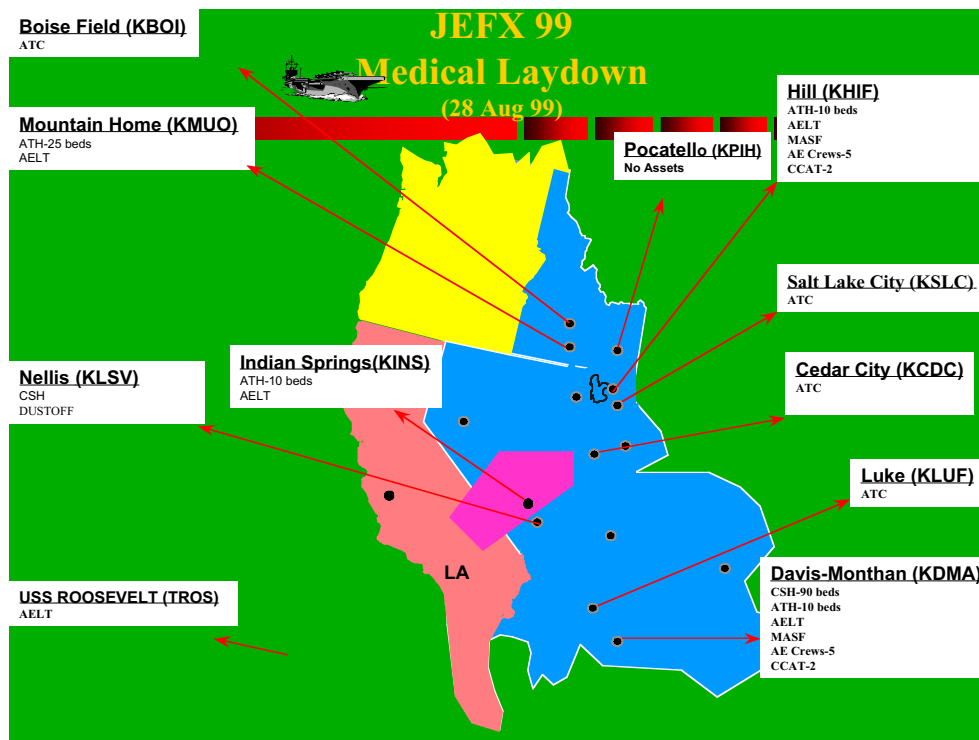 JEFX 99
Medical Laydown
(28 Aug 99)
Boise Field (KBOI)
ATC
Mountain Home (KMUO)
ATH-25 beds
AELT
Pocatello (KPIH)
No Assets
Hill (KHIF)
ATH-10 beds
AELT
MASF
AE Crews-5
CCAT-2
Salt Lake City (KSLC)
ATC
Indian Springs(KINS)
ATH-10 beds
AELT
Nellis (KLSV)
CSH
DUSTOFF
Cedar City (KCDC)
ATC
Luke (KLUF)
ATC
LA
USS ROOSEVELT (TROS)
AELT
Davis-Monthan (KDMA)
CSH-90 beds
ATH-10 beds
AELT
MASF
AE Crews-5
CCAT-2